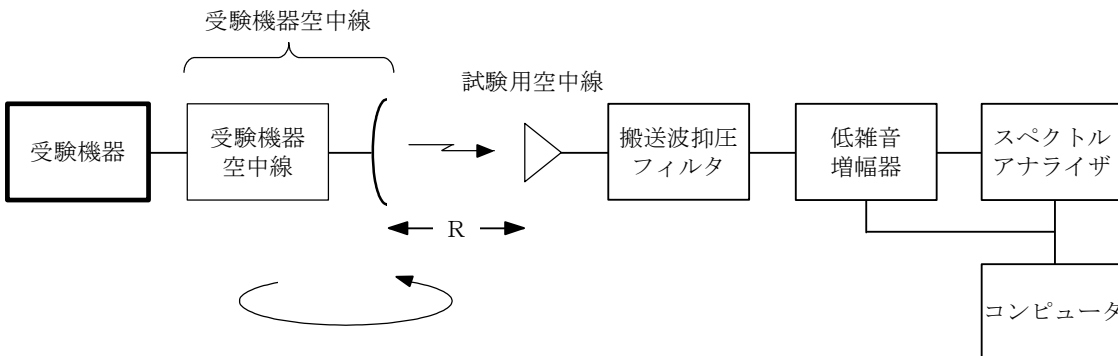 受験機器空中線
試験用空中線
受験機器
受験機器
空中線
搬送波抑圧
フィルタ
低雑音
増幅器
スペクトル
アナライザ
R
コンピュータ